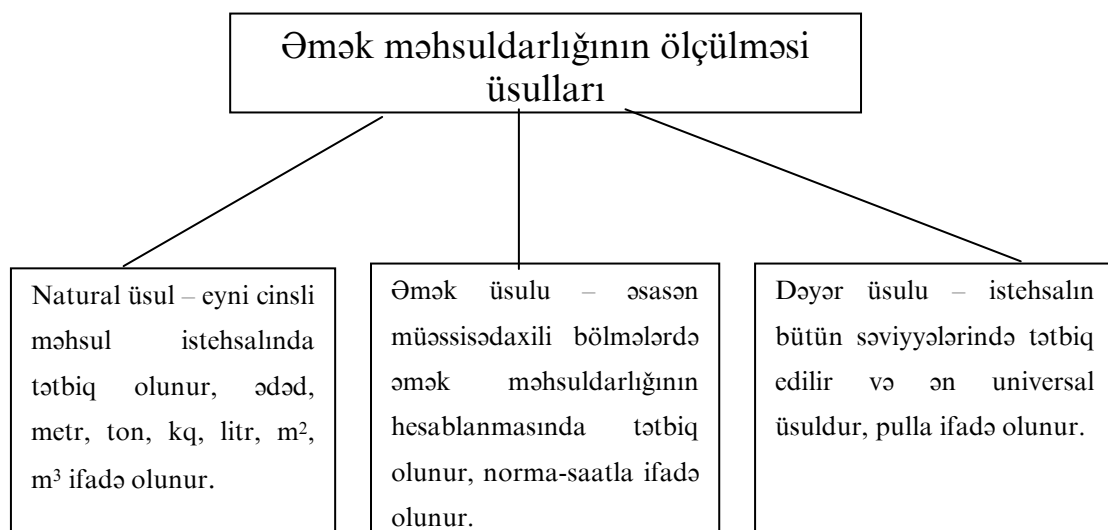 Əmək məhsuldarlığının ölçülməsi
üsulları
Natural üsul – eyni cinsli
məhsul istehsalında
tətbiq olunur, ədəd,
metr, ton, kq, litr, m²,
m³ ifadə olunur.
Əmək üsulu – əsasən
müəssisədaxili bölmələrdə
əmək məhsuldarlığının
hesablanmasında tətbiq
olunur, norma-saatla ifadə
olunur.
Dəyər üsulu – istehsalın
bütün səviyyələrində tətbiq
edilir və ən universal
üsuldur, pulla ifadə olunur.